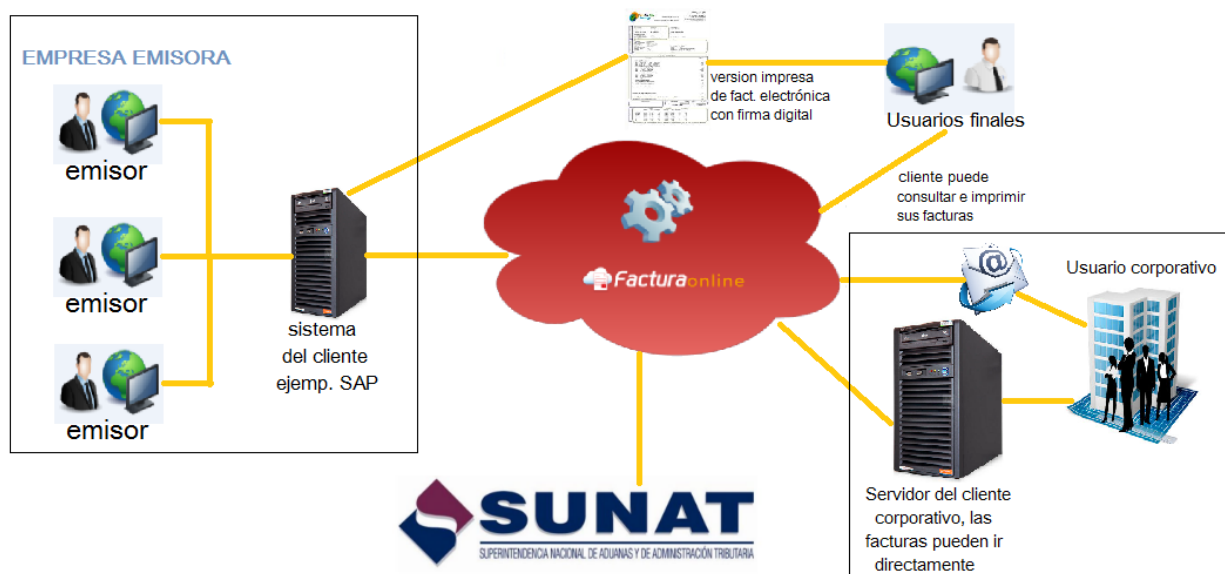 EMPRESA EMISORA
emisor
emisor
emisor
sistema
del cliente
ejemp. SAP
version impresa
de fact. electrónica
con firma digital
Usuarios finales
cliente puede
consultar e imprimir
sus facturas
Facturaonline
@
Usuario corporativo
Servidor del cliente
corporativo, las
facturas pueden ir
directamente
SUNAT
SUPERINTENDENCIA NACIONAL DE ADUANAS Y DE ADMINISTRACIÓN TRIBUTARIA